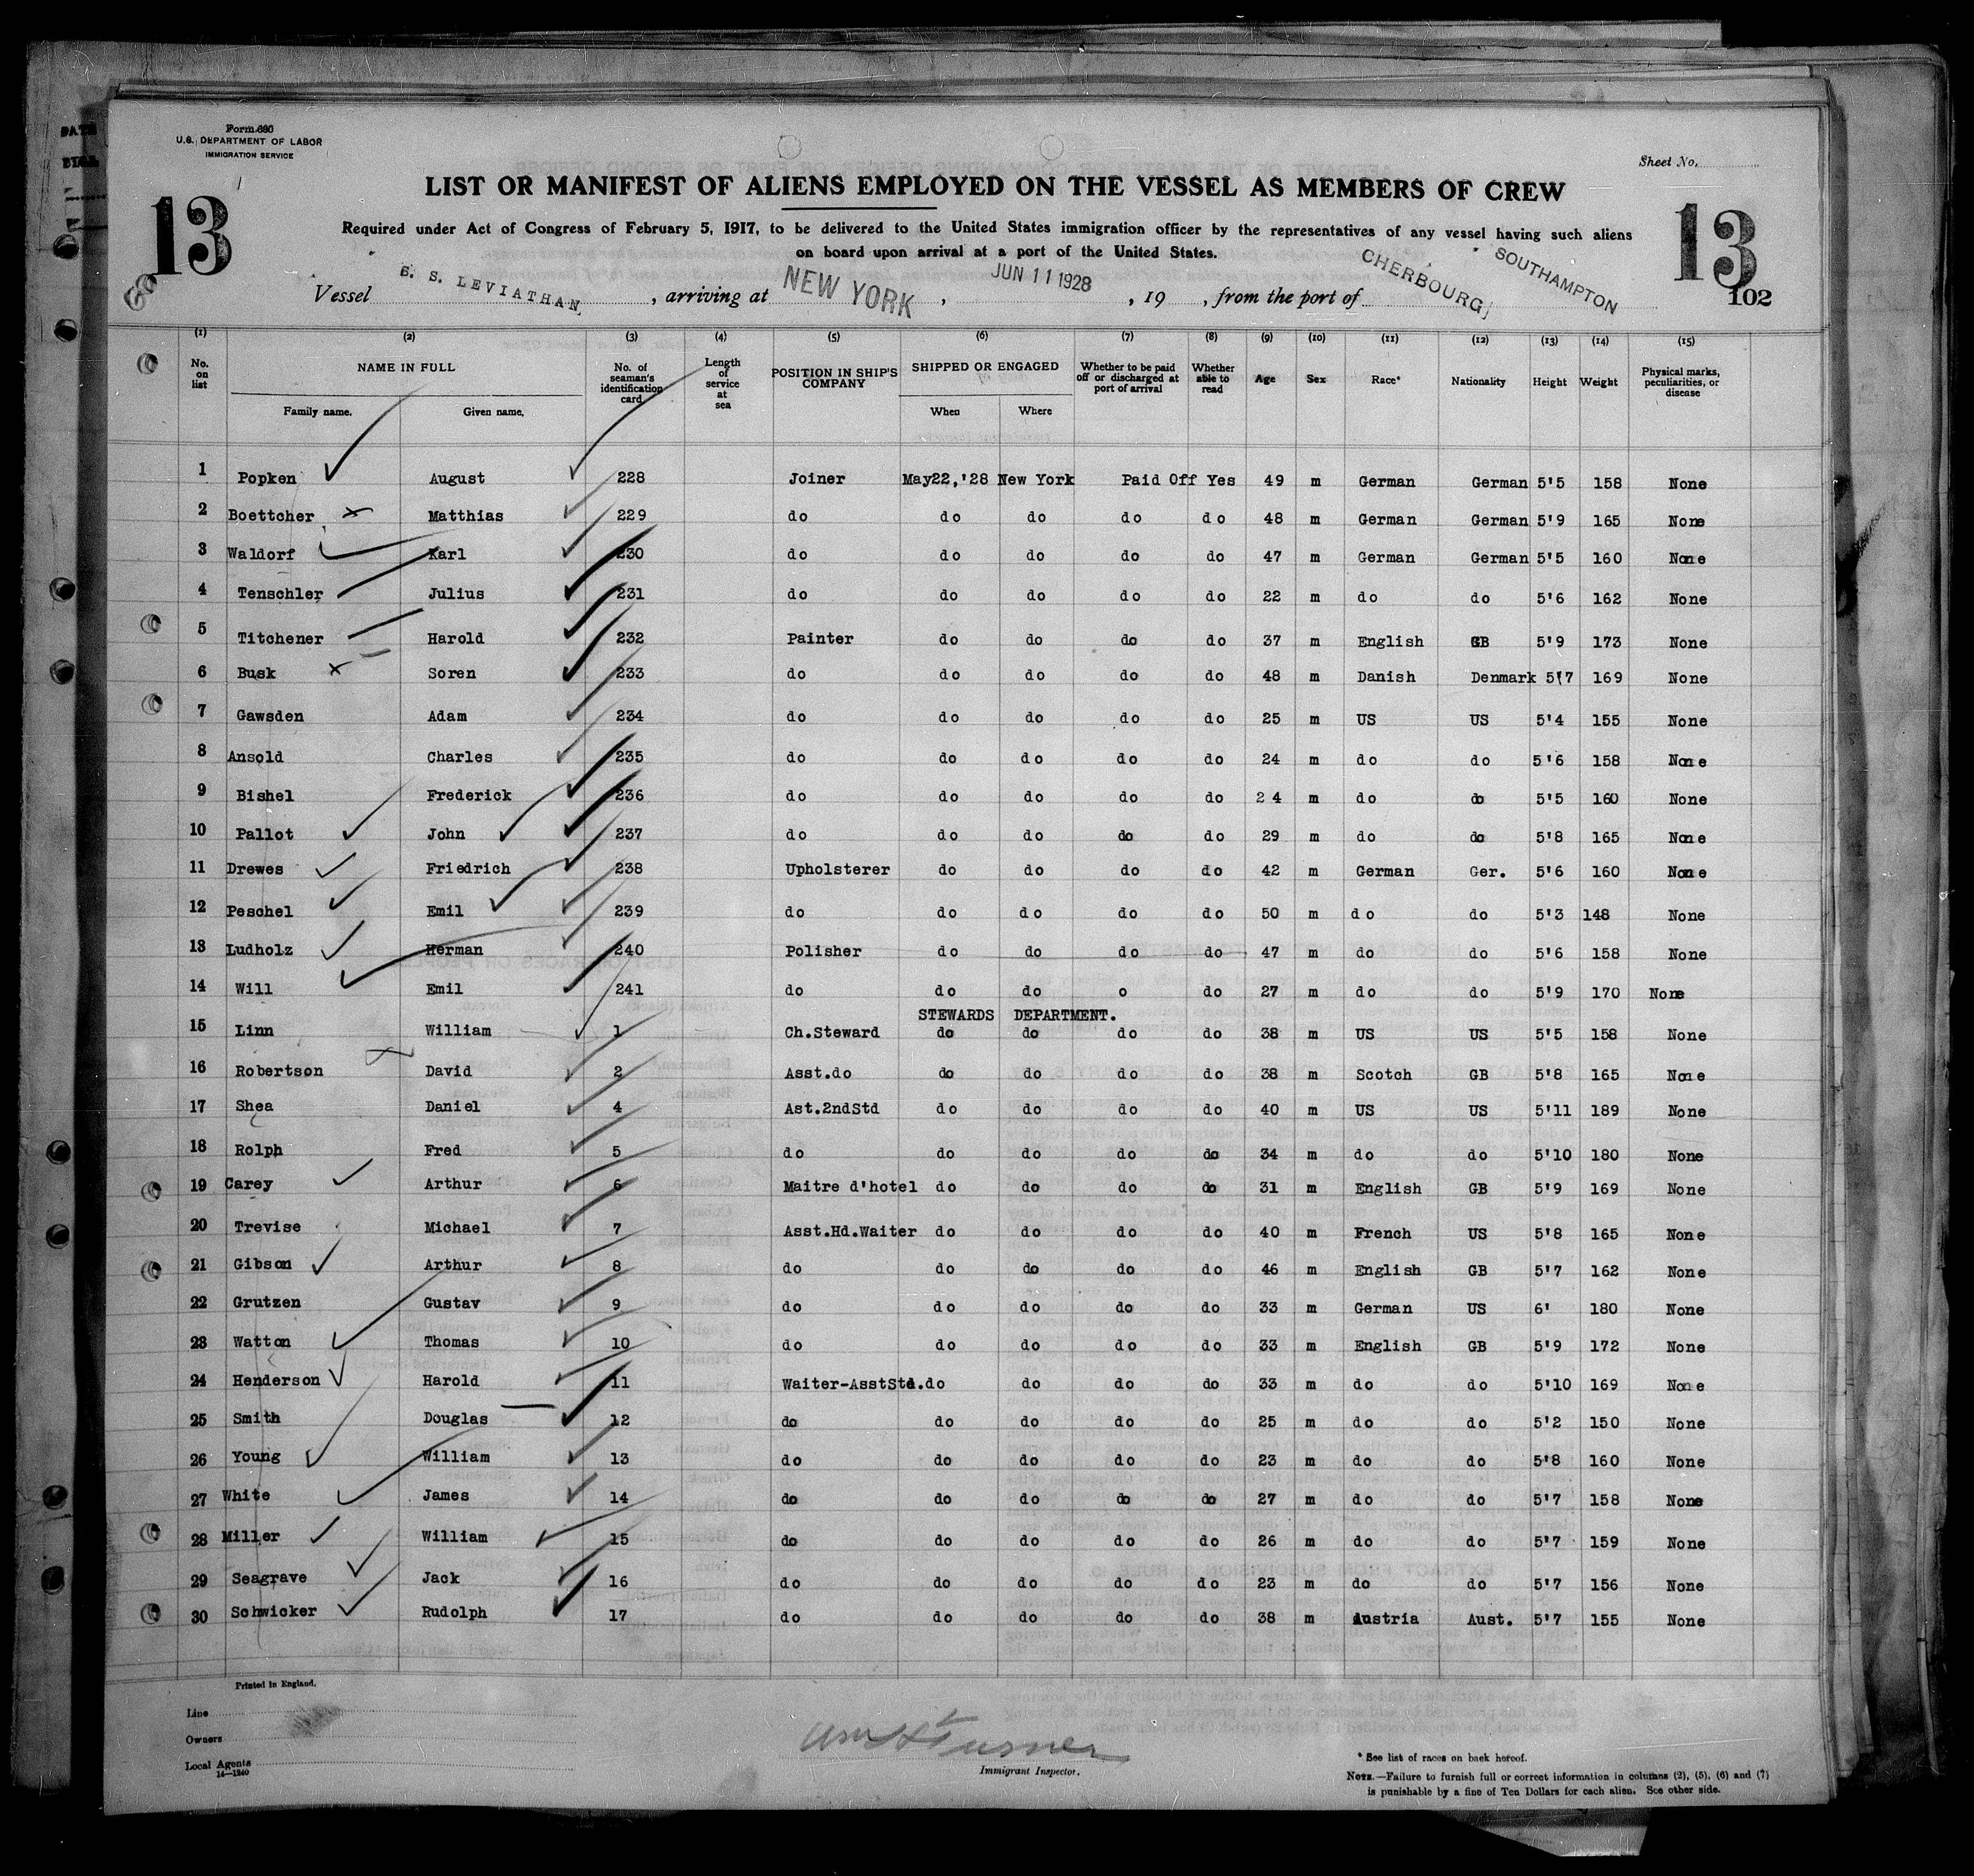 Form 680
U.S. DEPARTMENT OF LABOR
IMMIGRATION SERVICE
Sheet No.
13
LIST OR MANIFEST OF ALIENS EMPLOYED ON THE VESSEL AS MEMBERS OF CREW
13
Required under Act of Congress of February 5, 1917, to be delivered to the United States immigration officer by the representatives of any vessel having such aliens
on board upon arrival at a port of the United States.
Vessel S. S. LEVIATHAN, arriving at NEW YORK, JUN 11 1928, 19 , from the port of CHERBOURG, SOUTHAMPTON
102
(1) (2) (3) (4) (5) (6) (7) (8) (9) (10) (11) (12) (13) (14) (15)
No. on list NAME IN FULL No. of seaman's identification card Length of service at sea POSITION IN SHIP'S COMPANY SHIPPED OR ENGAGED Whether to be paid off or discharged at port of arrival Whether able to read Age Sex Race* Nationality Height Weight Physical marks, peculiarities, or disease
Family name. Given name. When Where
1 Popken August 228 Joiner May22,'28 New York Paid Off Yes 49 m German German 5'5 158 None
2 Boettcher Matthias 229 do do do do do 48 m German German 5'9 165 None
3 Waldorf Karl 230 do do do do do 47 m German German 5'5 160 None
4 Tenschler Julius 231 do do do do do 22 m do do 5'6 162 None
5 Titchener Harold 232 Painter do do do do 37 m English GB 5'9 173 None
6 Busk Soren 233 do do do do do 48 m Danish Denmark 5'7 169 None
7 Gawsden Adam 234 do do do do do 25 m US US 5'4 155 None
8 Ansold Charles 235 do do do do do 24 m do do 5'6 158 None
9 Bishel Frederick 236 do do do do do 24 m do do 5'5 160 None
10 Pallot John 237 do do do do do 29 m do do 5'8 165 None
11 Drewes Friedrich 238 Upholsterer do do do do 42 m German Ger. 5'6 160 None
12 Peschel Emil 239 do do do do do 50 m do do 5'3 148 None
13 Ludholz Herman 240 Polisher do do do do 47 m do do 5'6 158 None
14 Will Emil 241 do do do o do 27 m do do 5'9 170 None
STEWARDS DEPARTMENT.
15 Linn William 1 Ch.Steward do do do do 38 m US US 5'5 158 None
16 Robertson David 2 Asst.do do do do do 38 m Scotch GB 5'8 165 None
17 Shea Daniel 4 Ast.2ndStd do do do do 40 m US US 5'11 189 None
18 Rolph Fred 5 do do do do do 34 m do do 5'10 180 None
19 Carey Arthur 6 Maitre d'hotel do do do do 31 m English GB 5'9 169 None
20 Trevise Michael 7 Asst.Hd.Waiter do do do do 40 m French US 5'8 165 None
21 Gibson Arthur 8 do do do do do 46 m English GB 5'7 162 None
22 Grutzen Gustav 9 do do do do do 33 m German US 6' 180 None
23 Watton Thomas 10 do do do do do 33 m English GB 5'9 172 None
24 Henderson Harold 11 Waiter-AsstStd.do do do do 33 m do do 5'10 169 None
25 Smith Douglas 12 do do do do do 25 m do do 5'2 150 None
26 Young William 13 do do do do do 23 m do do 5'8 160 None
27 White James 14 do do do do do 27 m do do 5'7 158 None
28 Miller William 15 do do do do do 26 m do do 5'7 159 None
29 Seagrave Jack 16 do do do do do 23 m do do 5'7 156 None
30 Schwicker Rudolph 17 do do do do do 38 m Austria Aust. 5'7 155 None
Printed in England.
Line
Owners
Local Agents
14—1240
Turner
Immigrant Inspector.
* See list of races on back hereof.
NOTE.—Failure to furnish full or correct information in columns (2), (5), (6) and (7)
is punishable by a fine of Ten Dollars for each alien. See other side.